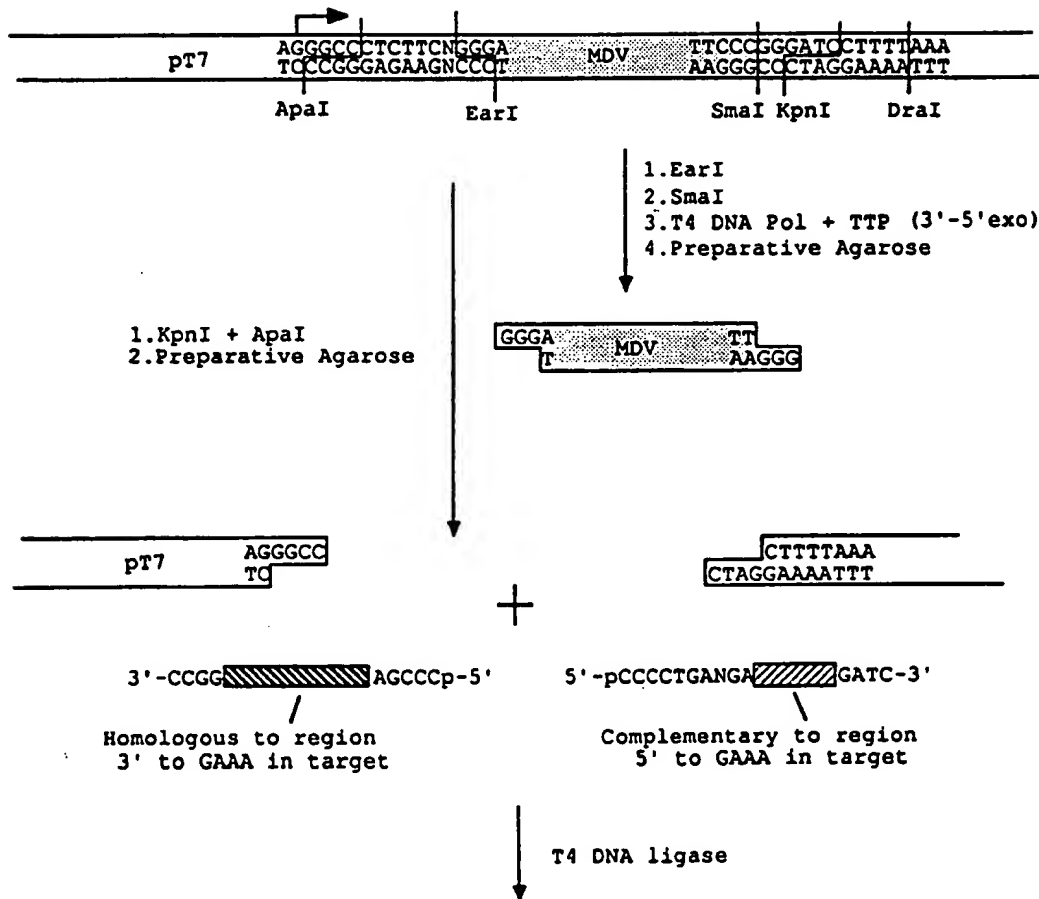 AGGGCCCTCTTCNGGGA
TTCCCGGGATCCTTTTAAA
pT7
MDV
TCCCGGGAGAAGNCCCT
AAGGGCCCTAGGAAAATTT
ApaI
EarI
SmaI
KpnI
DraI
1.EarI
2.SmaI
3.T4 DNA Pol + TTP (3'-5'exo)
4.Preparative Agarose
1.KpnI + ApaI
2.Preparative Agarose
GGGA
TT
MDV
T
AAGGG
pT7
AGGGCC
TC
CTTTTAAA
CTAGGAAAATTT
+
3'-CCGG
AGCCCp-5'
5'-pCCCCTGANGA
GATC-3'
Homologous to region
3' to GAAA in target
Complementary to region
5' to GAAA in target
T4 DNA ligase